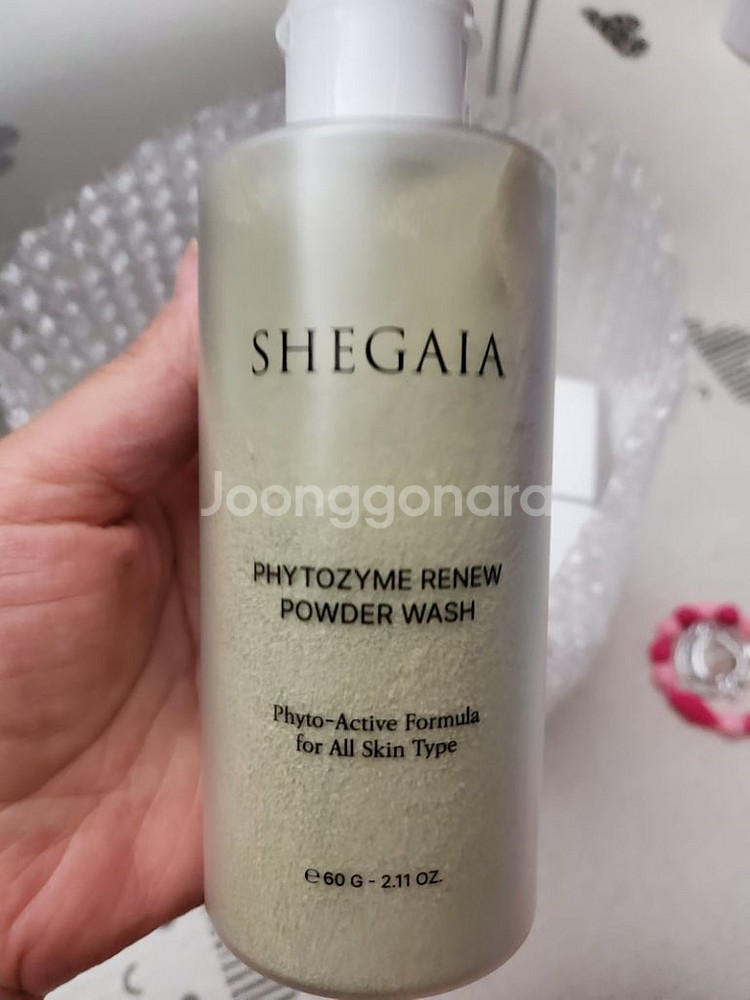 SHEGAIA
Joonggonara
PHYTOZYME RENEW
POWDER WASH
Phyto-Active Formula
for All Skin Type
℮ 60 G - 2.11 OZ.